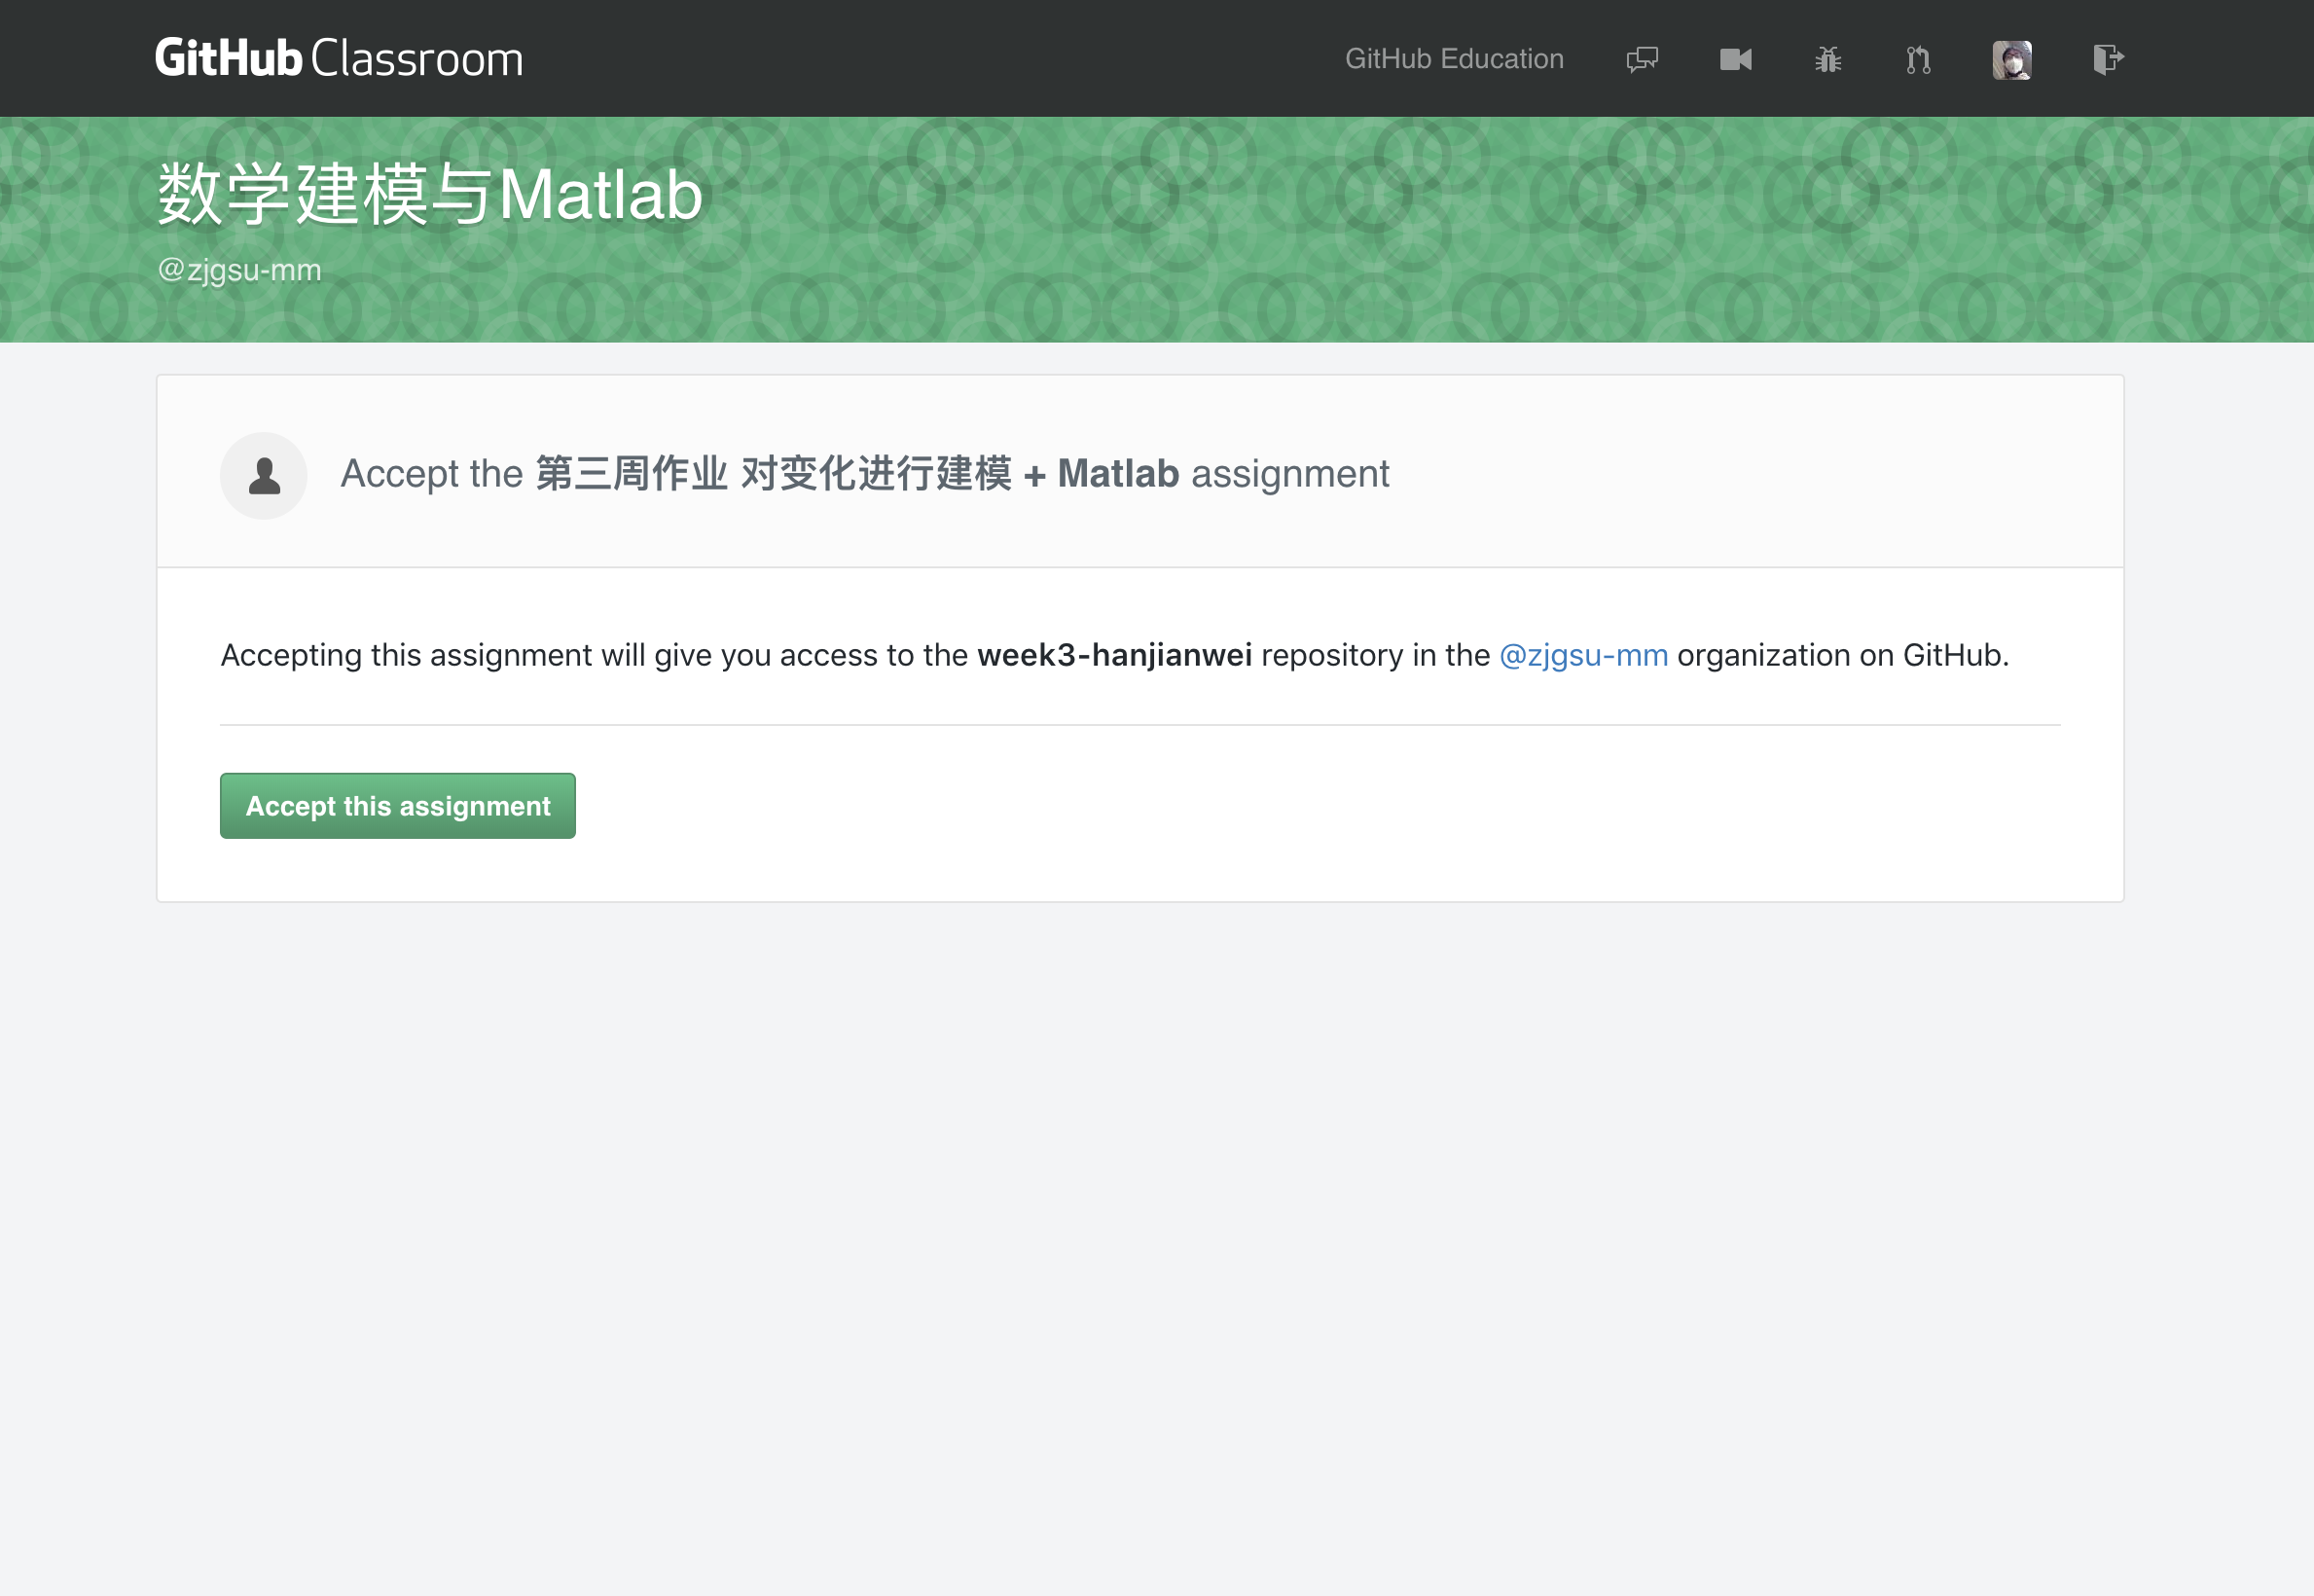 GitHub Classroom
GitHub Education
数学建模与Matlab
@zjgsu-mm
Accept the 第三周作业 对变化进行建模 + Matlab assignment
Accepting this assignment will give you access to the week3-hanjianwei repository in the @zjgsu-mm organization on GitHub.
Accept this assignment